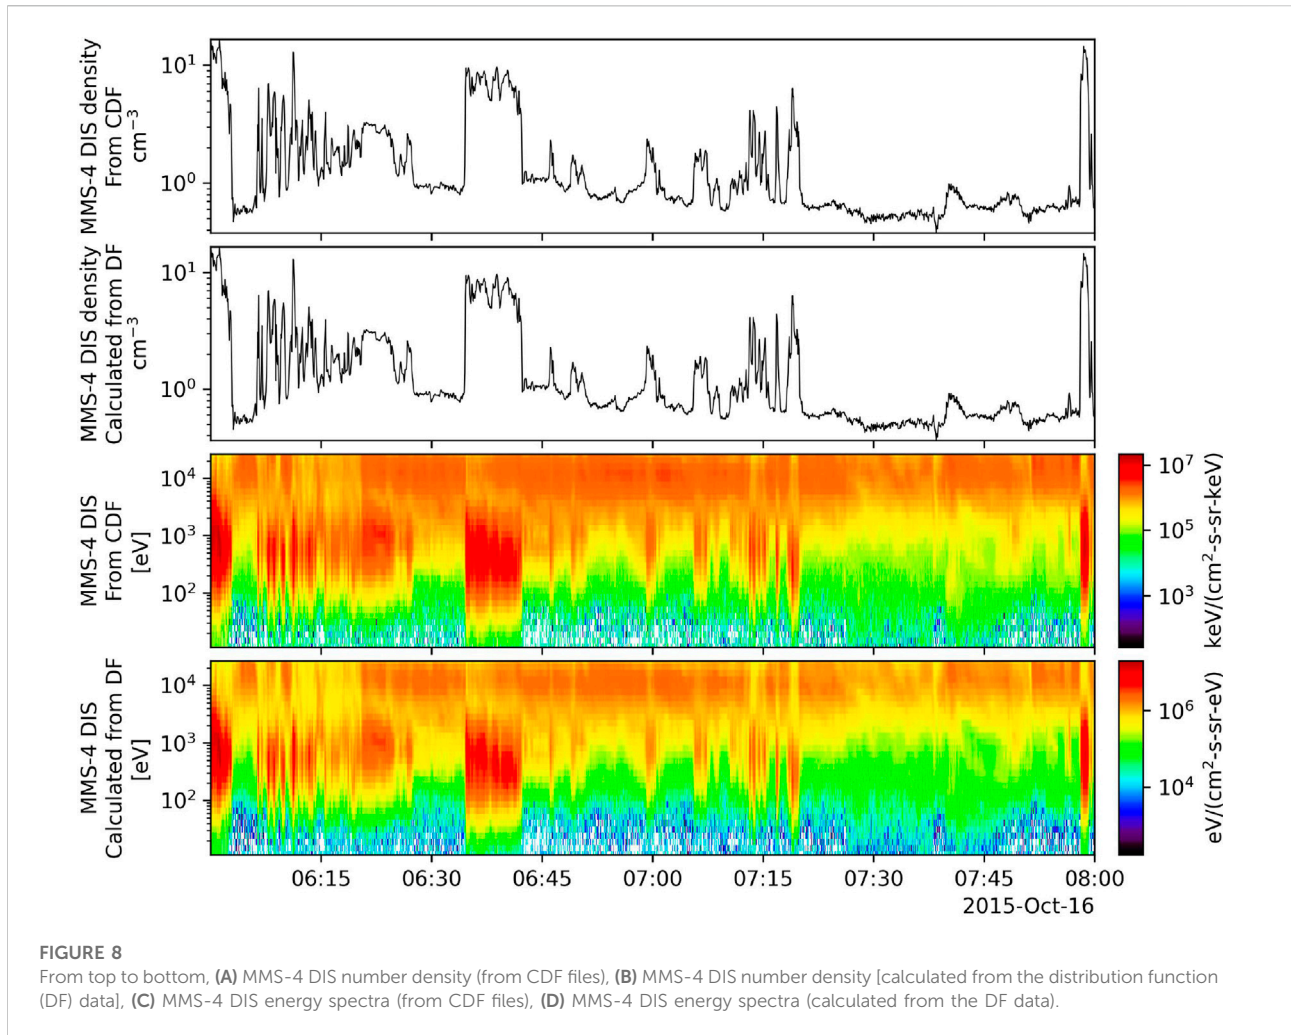 MMS-4 DIS density
From CDF
cm⁻³
10¹
10⁰
MMS-4 DIS density
Calculated from DF
cm⁻³
10¹
10⁰
MMS-4 DIS
From CDF
[eV]
10⁴
10³
10²
10⁷
10⁵
10³
keV/(cm²-s-sr-keV)
MMS-4 DIS
Calculated from DF
[eV]
10⁴
10³
10²
10⁶
10⁴
eV/(cm²-s-sr-eV)
06:15 06:30 06:45 07:00 07:15 07:30 07:45 08:00
2015-Oct-16
FIGURE 8
From top to bottom, (A) MMS-4 DIS number density (from CDF files), (B) MMS-4 DIS number density [calculated from the distribution function
(DF) data], (C) MMS-4 DIS energy spectra (from CDF files), (D) MMS-4 DIS energy spectra (calculated from the DF data).